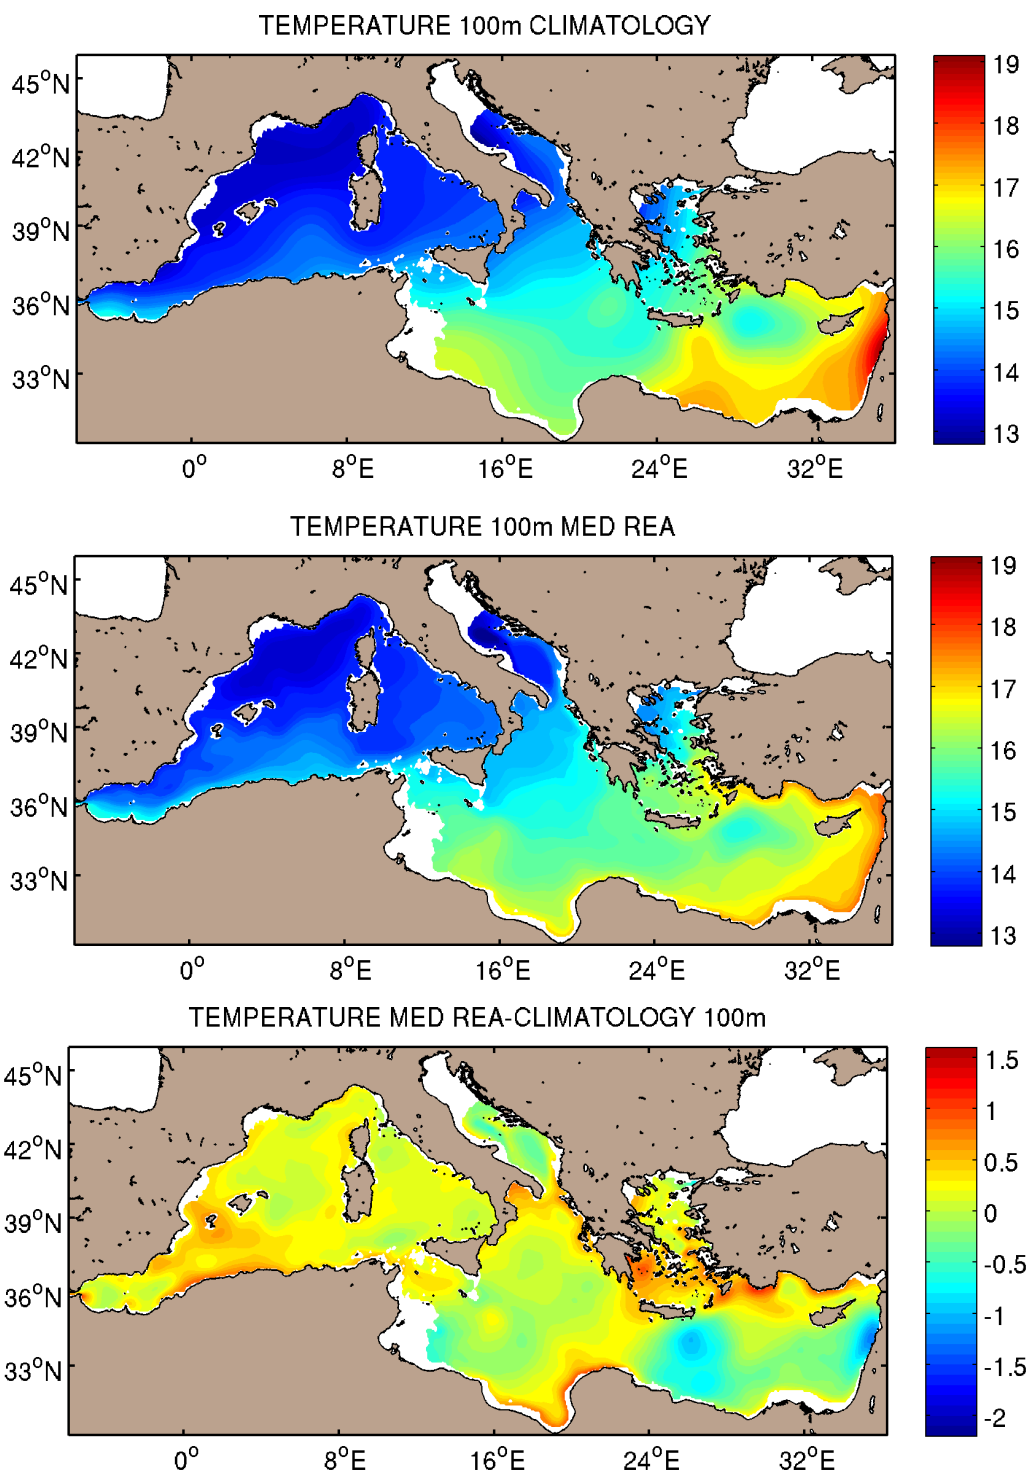 TEMPERATURE 100m CLIMATOLOGY
45°N
42°N
39°N
36°N
33°N
0°
8°E
16°E
24°E
32°E
19
18
17
16
15
14
13
TEMPERATURE 100m MED REA
45°N
42°N
39°N
36°N
33°N
0°
8°E
16°E
24°E
32°E
19
18
17
16
15
14
13
TEMPERATURE MED REA-CLIMATOLOGY 100m
45°N
42°N
39°N
36°N
33°N
0°
8°E
16°E
24°E
32°E
1.5
1
0.5
0
-0.5
-1
-1.5
-2